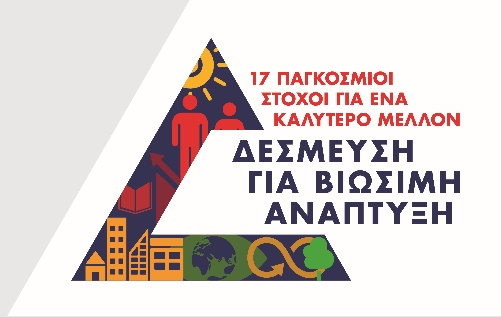 17 ΠΑΓΚΟΣΜΙΟΙ
ΣΤΟΧΟΙ ΓΙΑ ΕΝΑ
ΚΑΛΥΤΕΡΟ ΜΕΛΛΟΝ
ΔΕΣΜΕΥΣΗ
ΓΙΑ ΒΙΩΣΙΜΗ
ΑΝΑΠΤΥΞΗ